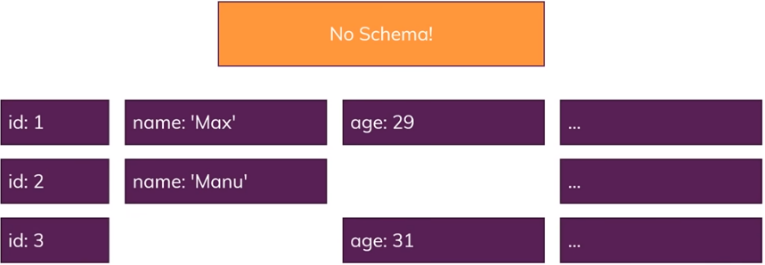 No Schema!
id: 1 name: 'Max' age: 29 ...
id: 2 name: 'Manu' ...
id: 3 age: 31 ...